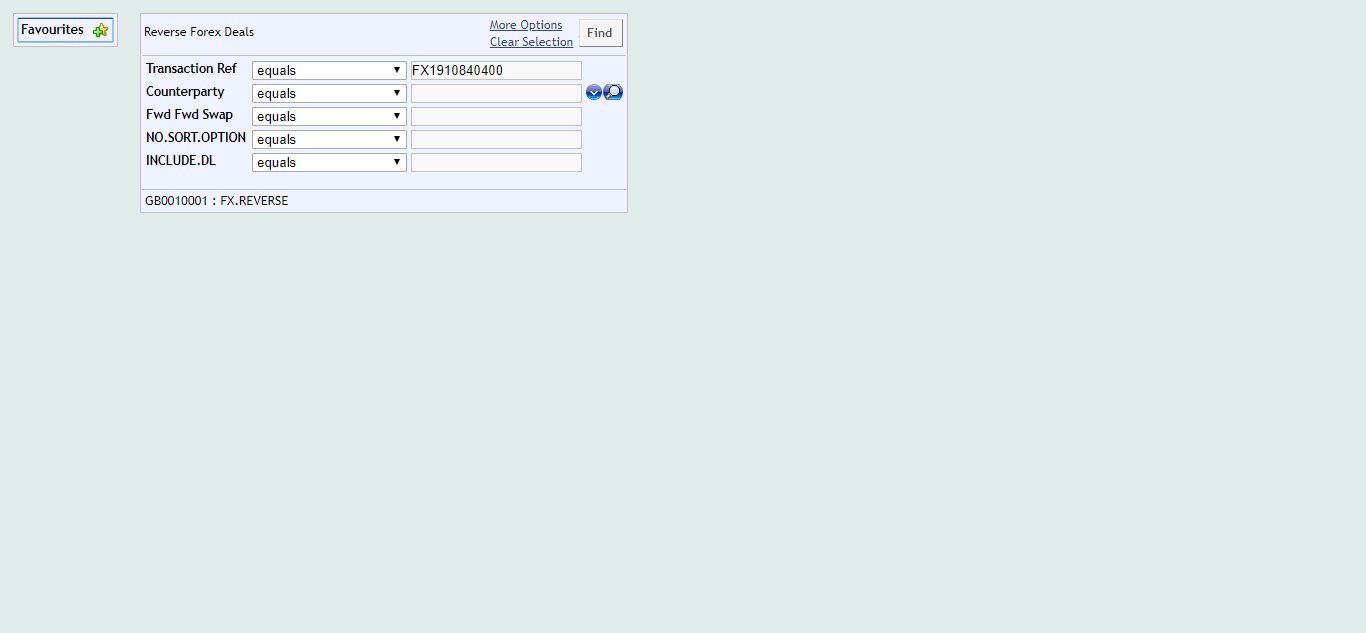 Favourites
Reverse Forex Deals
More Options
Clear Selection
Find
Transaction Ref equals FX1910840400
Counterparty equals
Fwd Fwd Swap equals
NO.SORT.OPTION equals
INCLUDE.DL equals
GB0010001 : FX.REVERSE